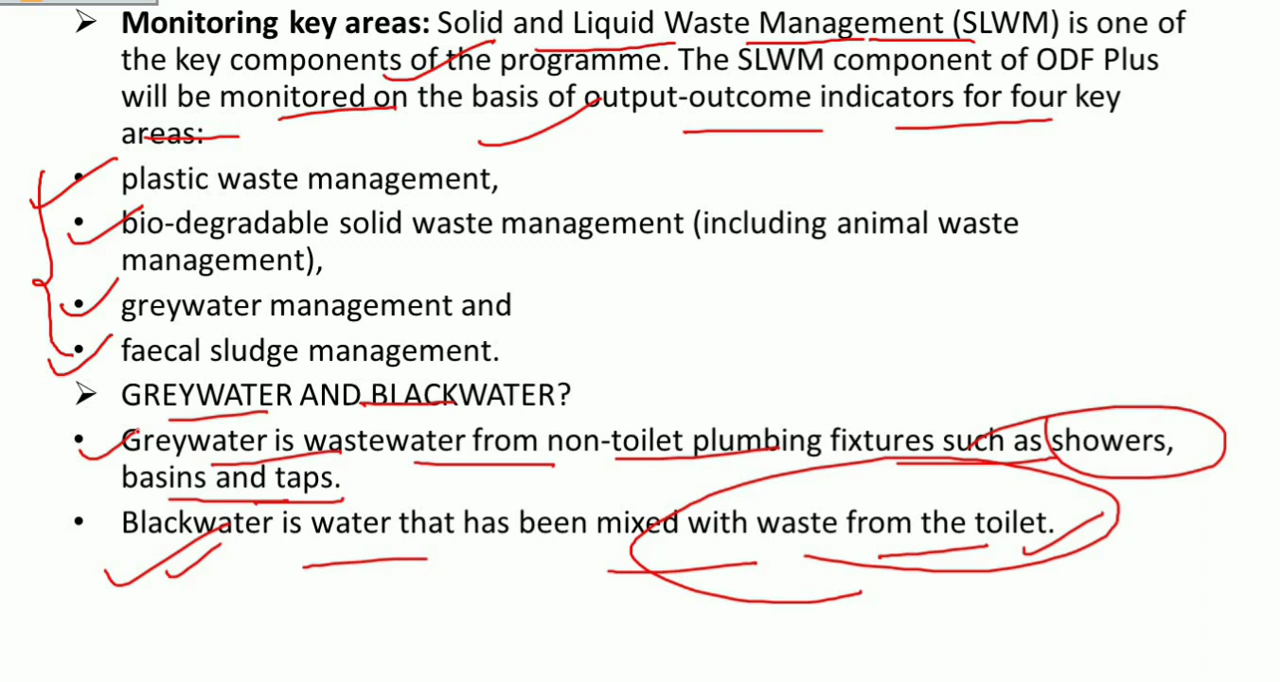 ➢ Monitoring key areas: Solid and Liquid Waste Management (SLWM) is one of
the key components of the programme. The SLWM component of ODF Plus
will be monitored on the basis of output-outcome indicators for four key
areas:
• plastic waste management,
• bio-degradable solid waste management (including animal waste
management),
• greywater management and
• faecal sludge management.
➢ GREYWATER AND BLACKWATER?
• Greywater is wastewater from non-toilet plumbing fixtures such as showers,
basins and taps.
• Blackwater is water that has been mixed with waste from the toilet.